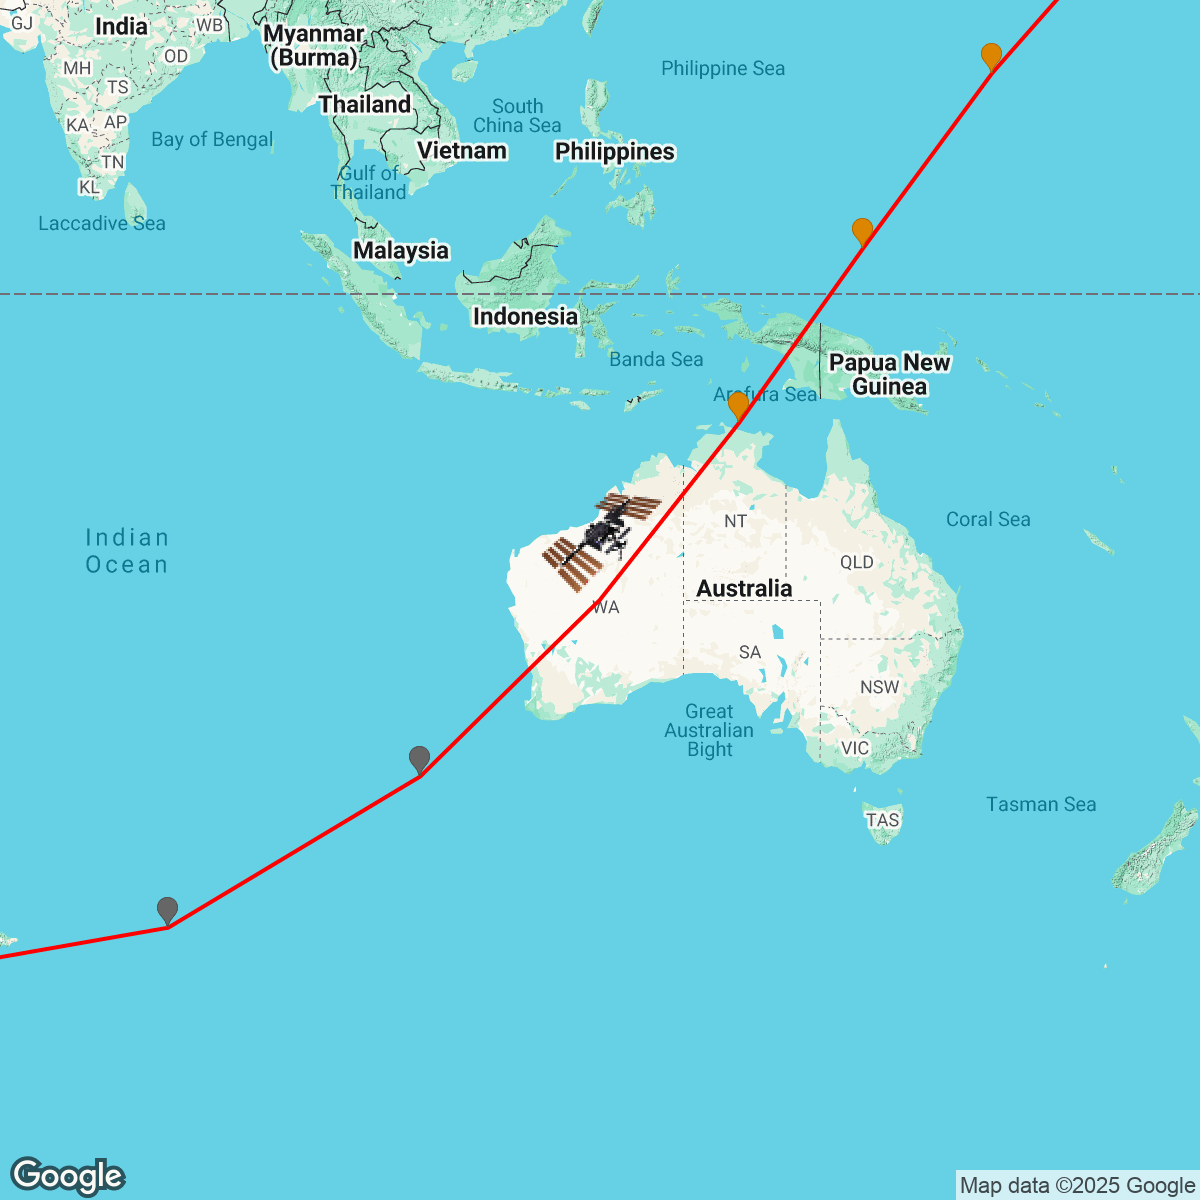 GJ
India
WB
Myanmar
(Burma)
OD
MH
TS
Philippine Sea
Thailand
South
China Sea
KA
AP
Bay of Bengal
Vietnam
Philippines
TN
KL
Gulf of
Thailand
Laccadive Sea
Malaysia
Indonesia
Banda Sea
Papua New
Guinea
Arafura Sea
Indian
Ocean
NT
Coral Sea
QLD
Australia
WA
SA
NSW
Great
Australian
Bight
VIC
Tasman Sea
TAS
Google
Map data ©2025 Google